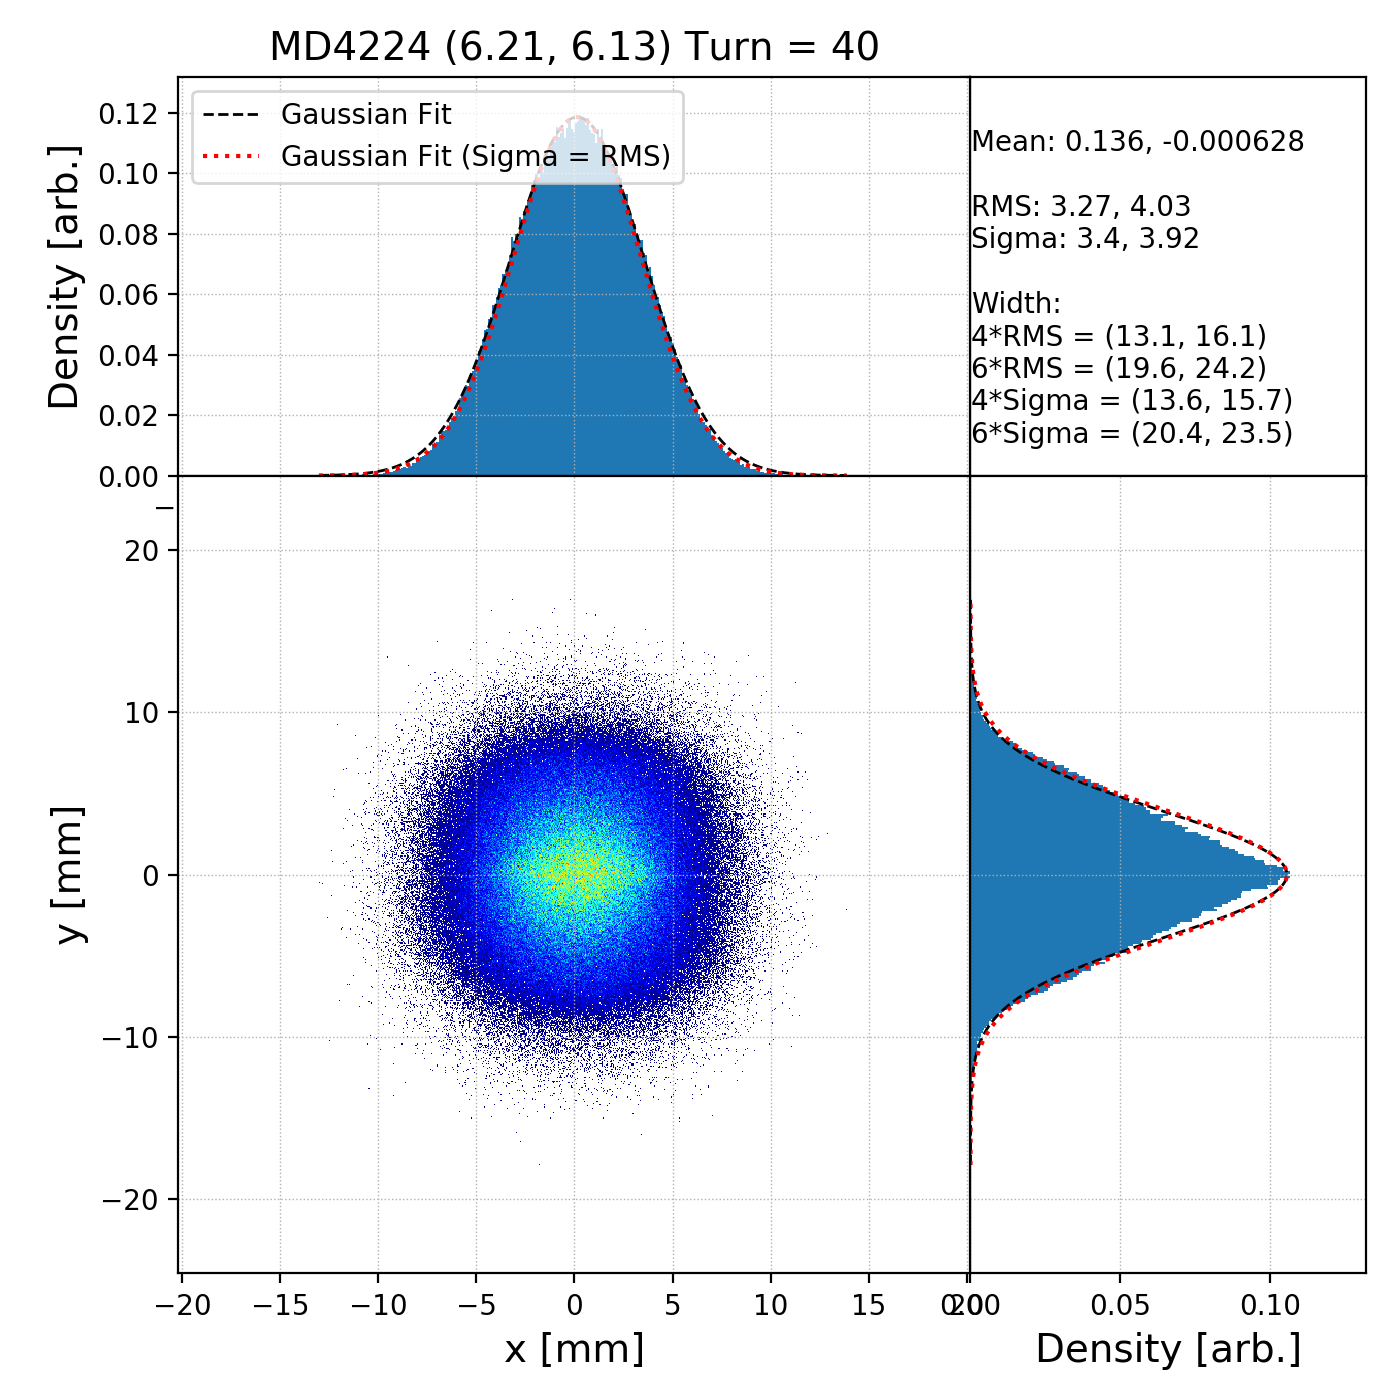 MD4224 (6.21, 6.13) Turn = 40
Gaussian Fit
Gaussian Fit (Sigma = RMS)
Density [arb.]
0.12
0.10
0.08
0.06
0.04
0.02
0.00
Mean: 0.136, -0.000628
RMS: 3.27, 4.03
Sigma: 3.4, 3.92
Width:
4*RMS = (13.1, 16.1)
6*RMS = (19.6, 24.2)
4*Sigma = (13.6, 15.7)
6*Sigma = (20.4, 23.5)
y [mm]
20
10
0
−10
−20
−20 −15 −10 −5 0 5 10 15 20
x [mm]
0.00 0.05 0.10
Density [arb.]